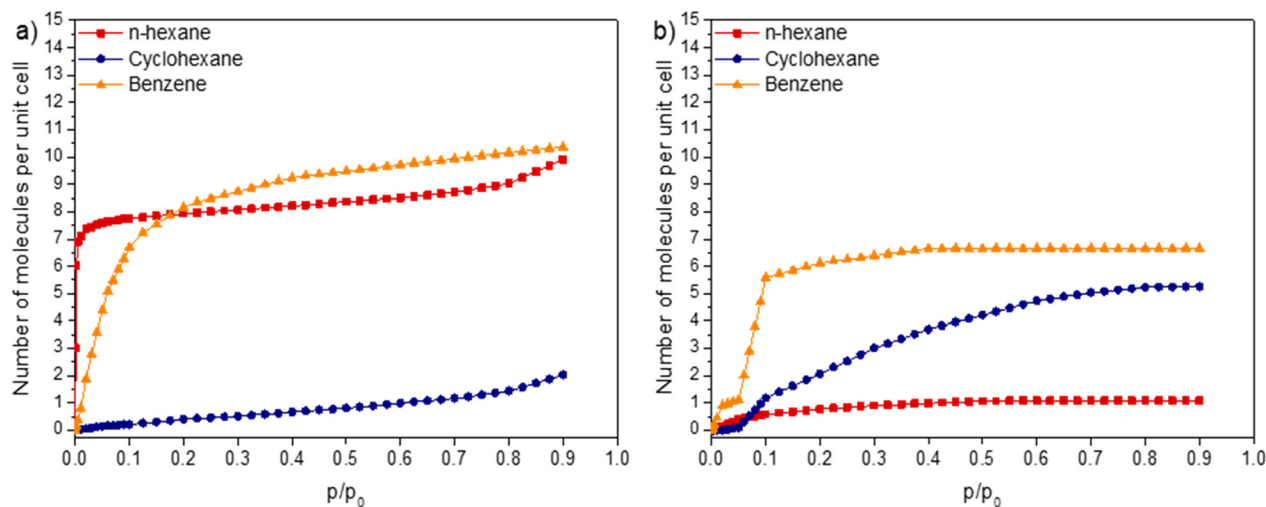 a)
n-hexane
Cyclohexane
Benzene
Number of molecules per unit cell
15
14
13
12
11
10
9
8
7
6
5
4
3
2
1
0
0.0 0.1 0.2 0.3 0.4 0.5 0.6 0.7 0.8 0.9 1.0
p/p0
b)
n-hexane
Cyclohexane
Benzene
Number of molecules per unit cell
15
14
13
12
11
10
9
8
7
6
5
4
3
2
1
0
0.0 0.1 0.2 0.3 0.4 0.5 0.6 0.7 0.8 0.9 1.0
p/p0